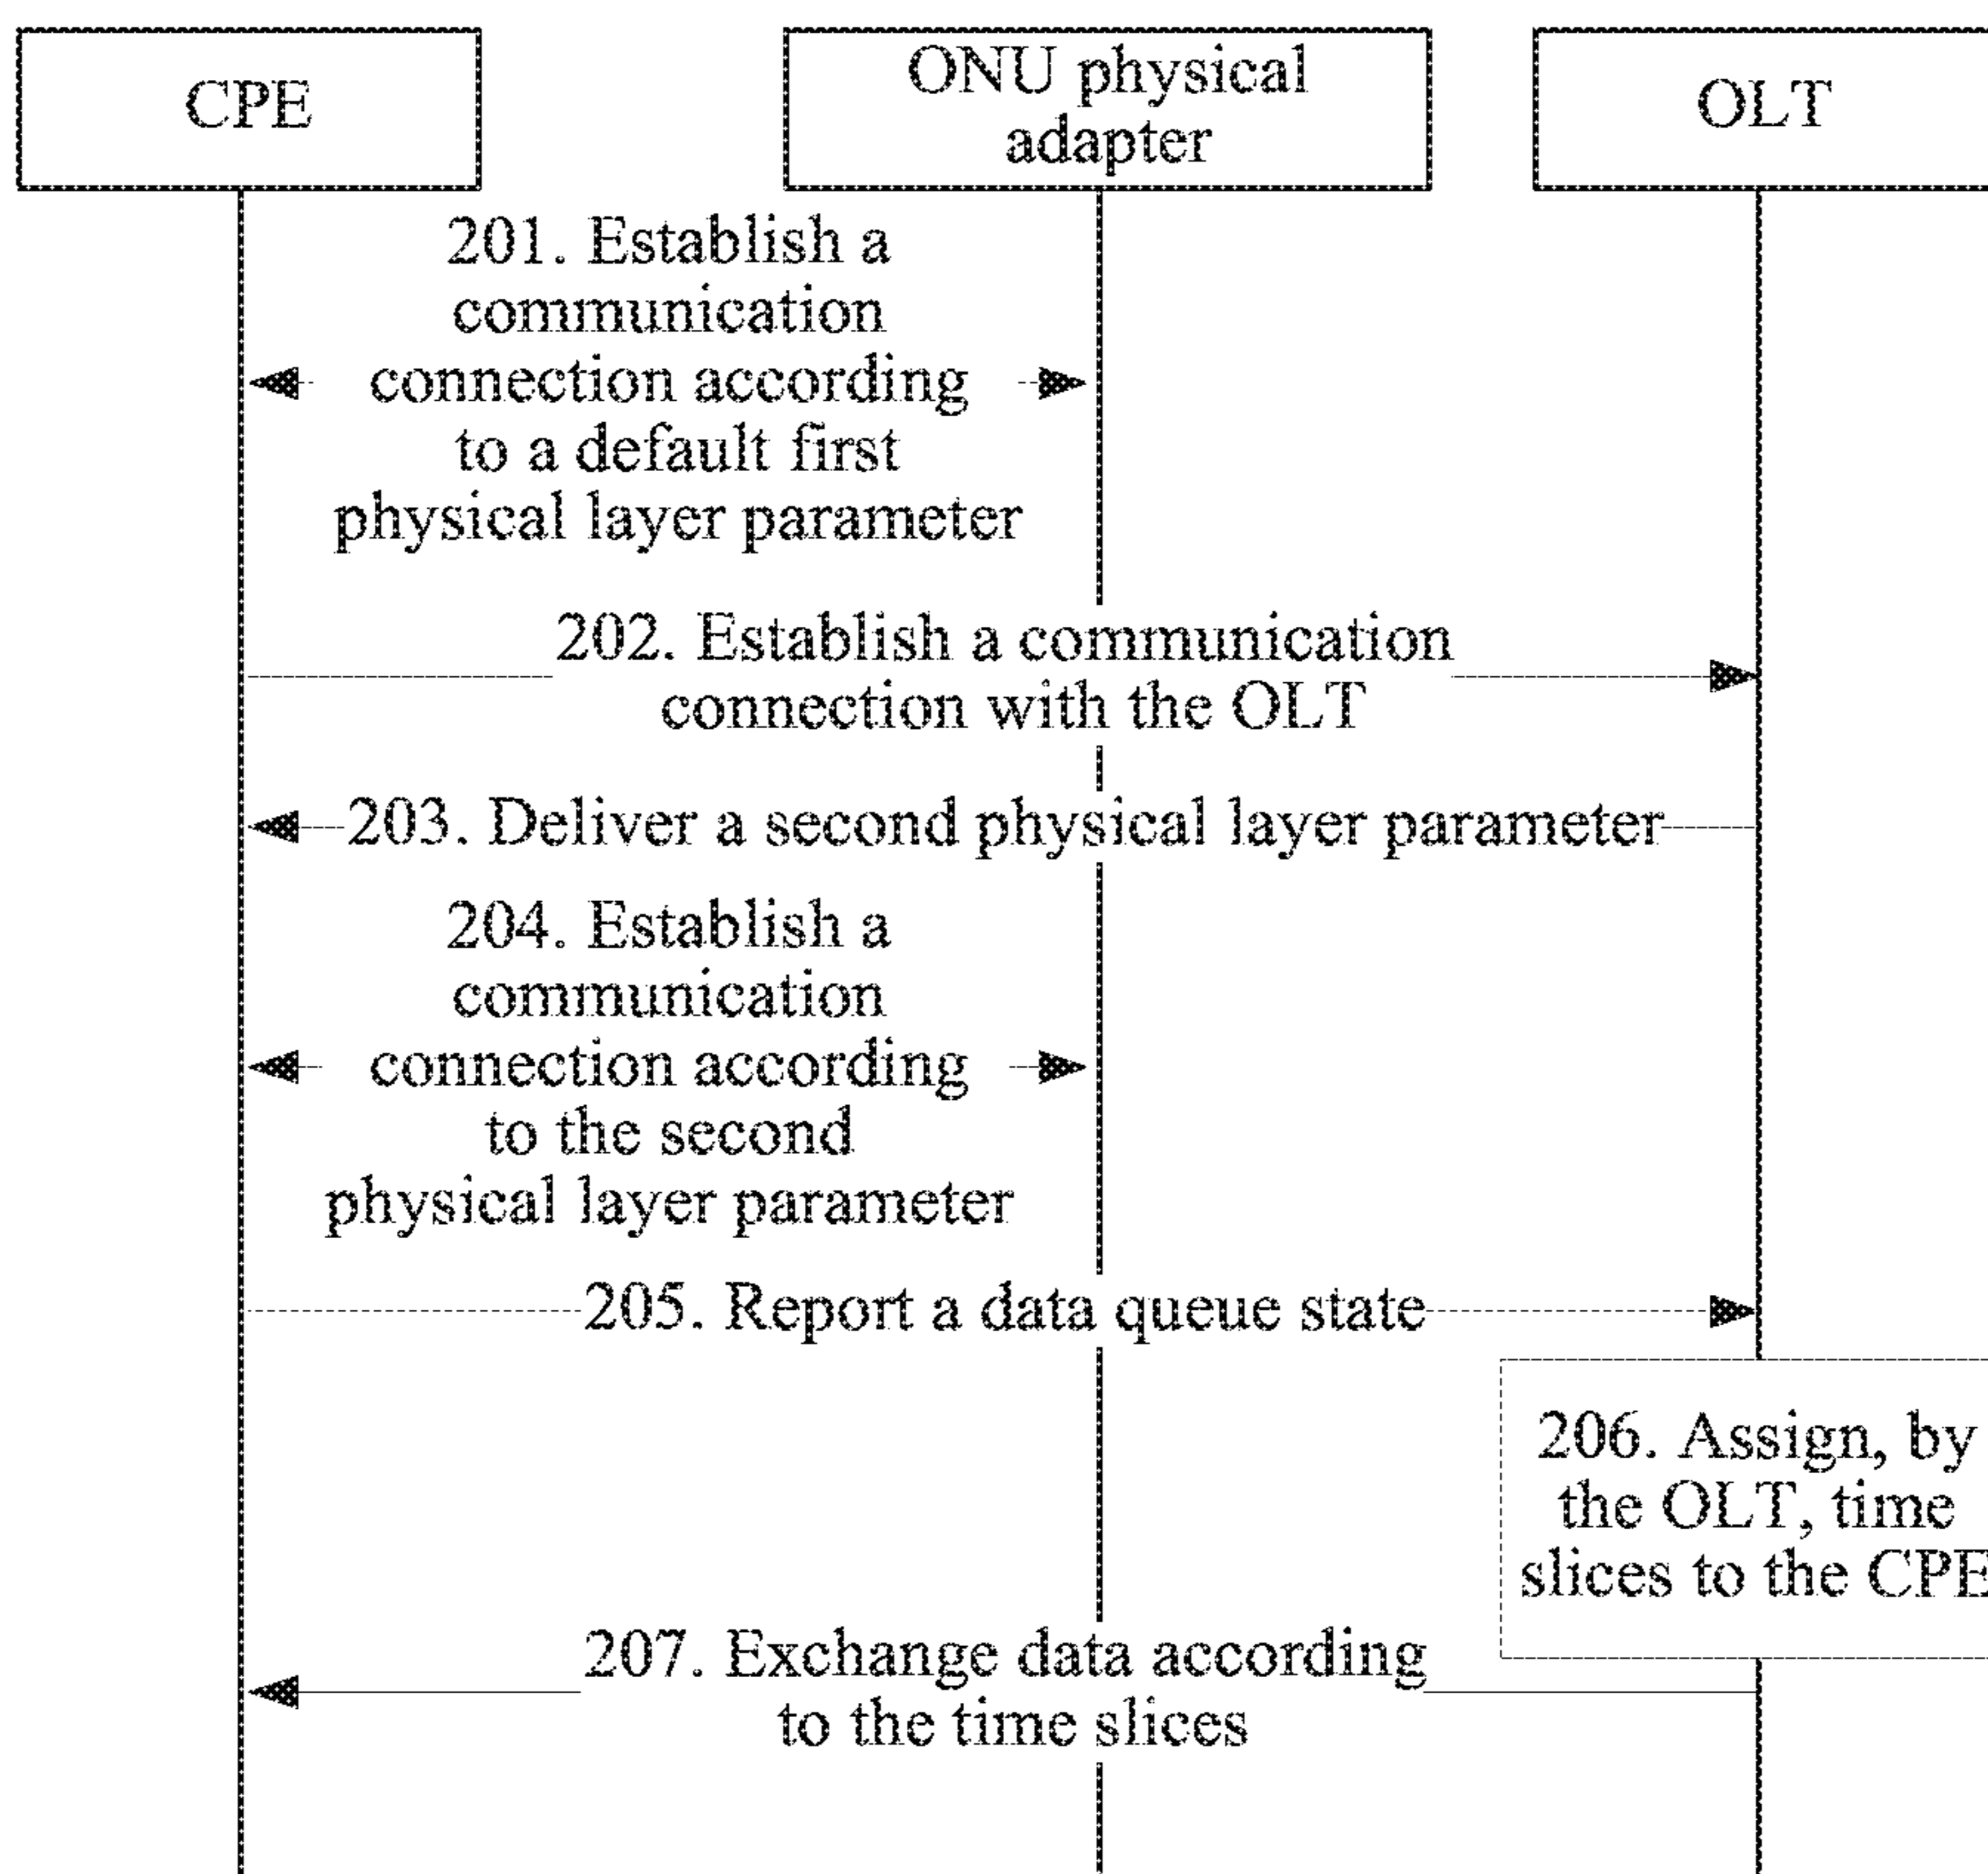 CPE
ONU physical
adapter
OLT
201. Establish a
communication
connection according
to a default first
physical layer parameter
202. Establish a communication
connection with the OLT
203. Deliver a second physical layer parameter
204. Establish a
communication
connection according
to the second
physical layer parameter
205. Report a data queue state
206. Assign, by
the OLT, time
slices to the CPE
207. Exchange data according
to the time slices